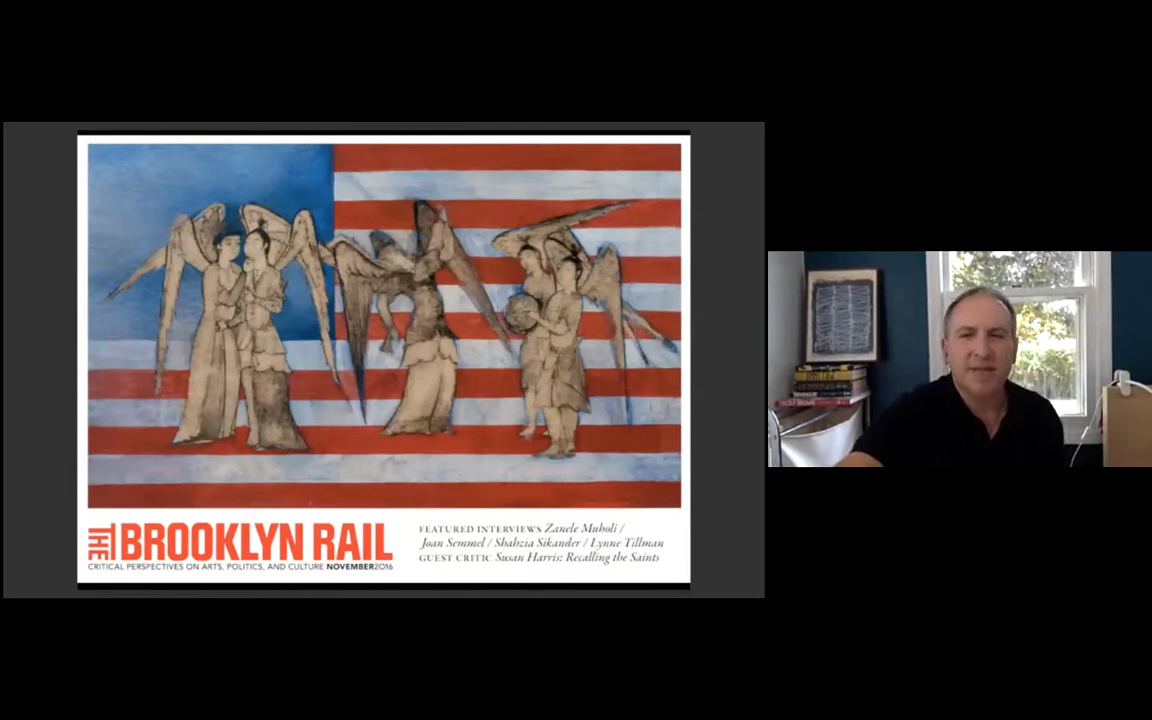 THE BROOKLYN RAIL
CRITICAL PERSPECTIVES ON ARTS, POLITICS, AND CULTURE NOVEMBER2016
FEATURED INTERVIEWS Zanele Muholi /
Joan Semmel / Shahzia Sikander / Lynne Tillman
GUEST CRITIC Susan Harris: Recalling the Saints